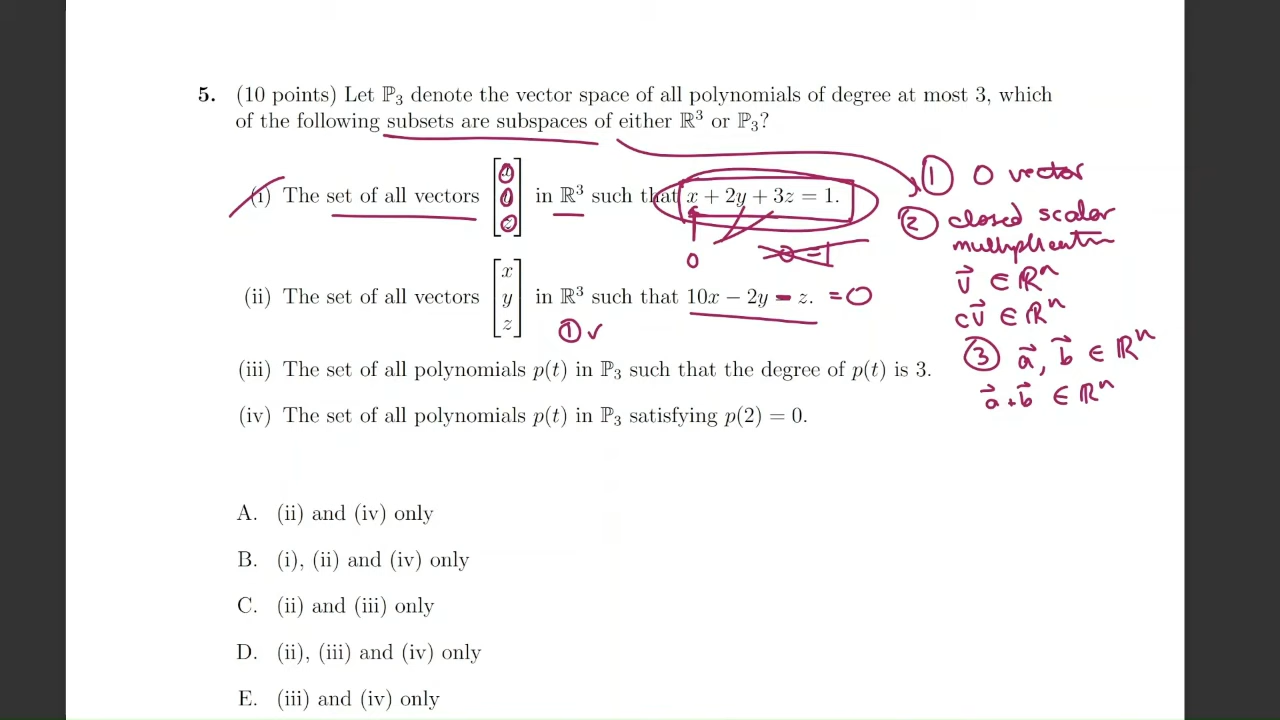 5. (10 points) Let ℙ₃ denote the vector space of all polynomials of degree at most 3, which
of the following subsets are subspaces of either ℝ³ or ℙ₃?
(i) The set of all vectors [x y z] in ℝ³ such that x + 2y + 3z = 1.
0 0 = 1
(ii) The set of all vectors [x y z] in ℝ³ such that 10x − 2y − z. = 0
① ✓
(iii) The set of all polynomials p(t) in ℙ₃ such that the degree of p(t) is 3.
(iv) The set of all polynomials p(t) in ℙ₃ satisfying p(2) = 0.
① 0 vector
② closed scalar
multiplication
v⃗ ∈ ℝⁿ
cv⃗ ∈ ℝⁿ
③ a⃗, b⃗ ∈ ℝⁿ
a⃗ + b⃗ ∈ ℝⁿ
A. (ii) and (iv) only
B. (i), (ii) and (iv) only
C. (ii) and (iii) only
D. (ii), (iii) and (iv) only
E. (iii) and (iv) only